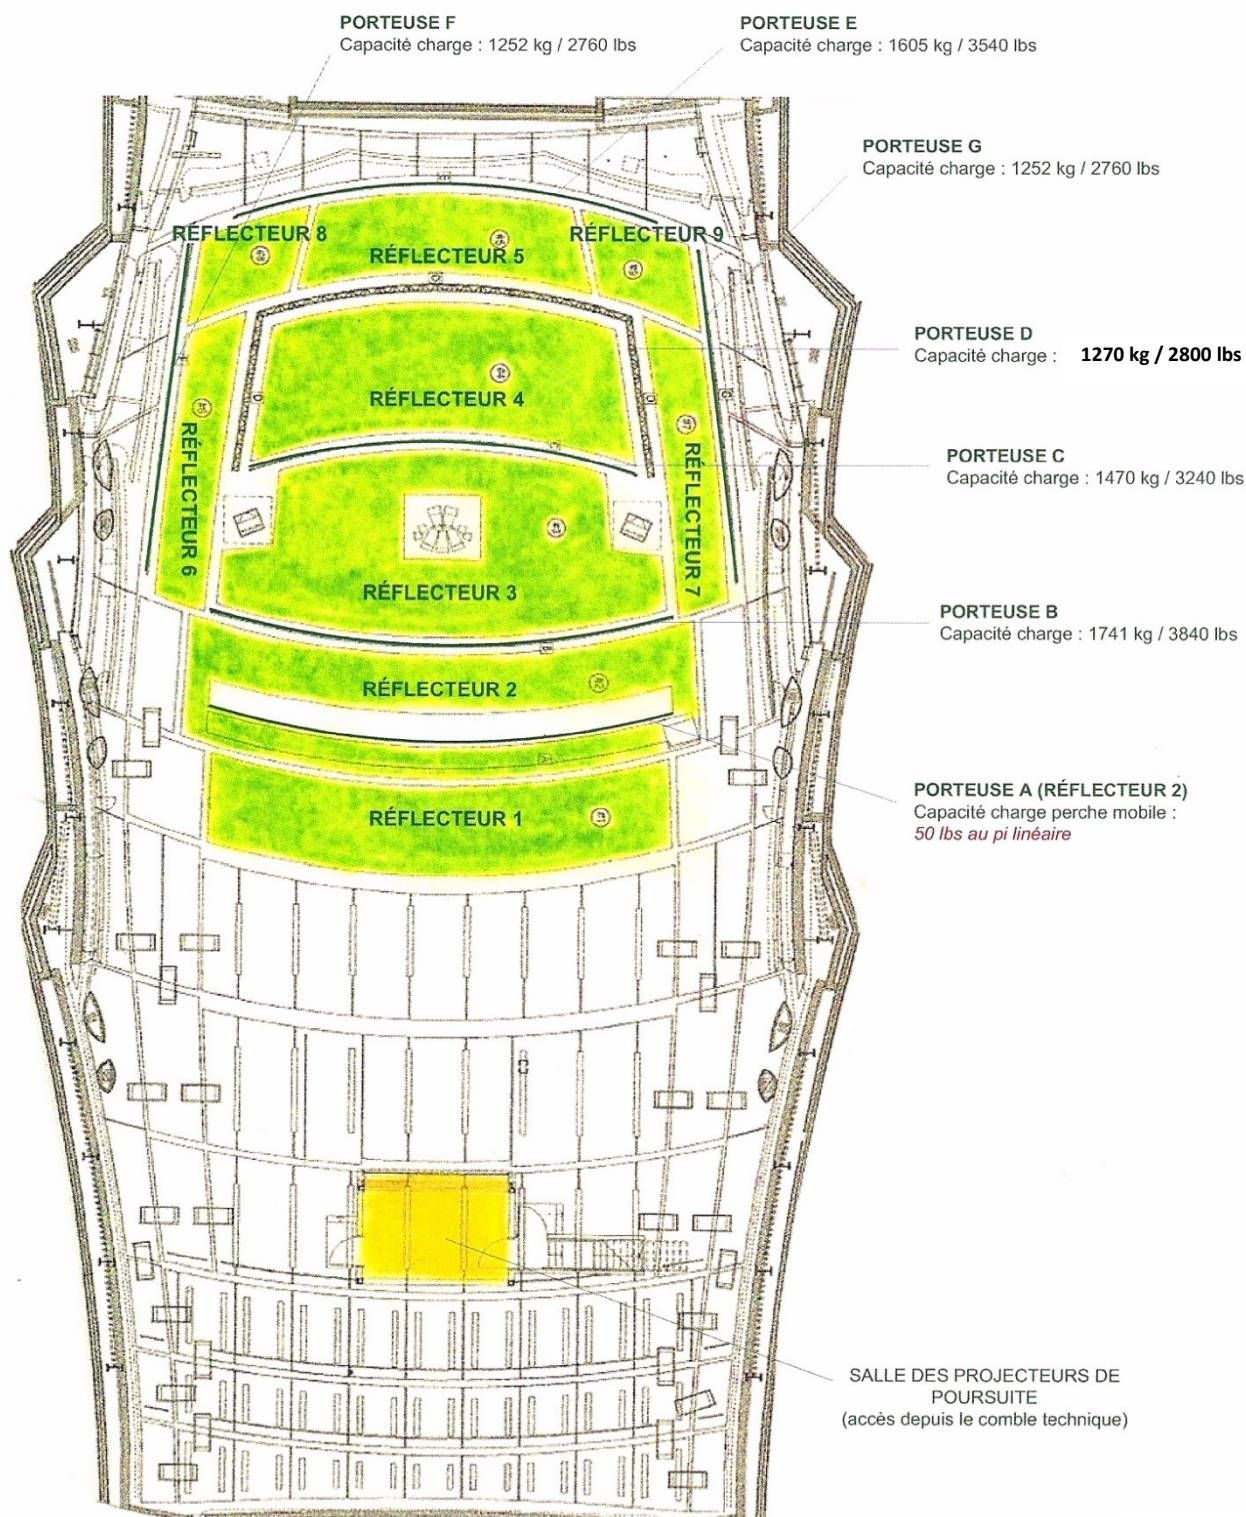 PORTEUSE F
Capacité charge : 1252 kg / 2760 lbs
PORTEUSE E
Capacité charge : 1605 kg / 3540 lbs
PORTEUSE G
Capacité charge : 1252 kg / 2760 lbs
RÉFLECTEUR 8
RÉFLECTEUR 5
RÉFLECTEUR 9
PORTEUSE D
Capacité charge : 1270 kg / 2800 lbs
RÉFLECTEUR 4
RÉFLECTEUR 6
RÉFLECTEUR 7
PORTEUSE C
Capacité charge : 1470 kg / 3240 lbs
RÉFLECTEUR 3
PORTEUSE B
Capacité charge : 1741 kg / 3840 lbs
RÉFLECTEUR 2
PORTEUSE A (RÉFLECTEUR 2)
Capacité charge perche mobile :
50 lbs au pi linéaire
RÉFLECTEUR 1
SALLE DES PROJECTEURS DE
POURSUITE
(accès depuis le comble technique)